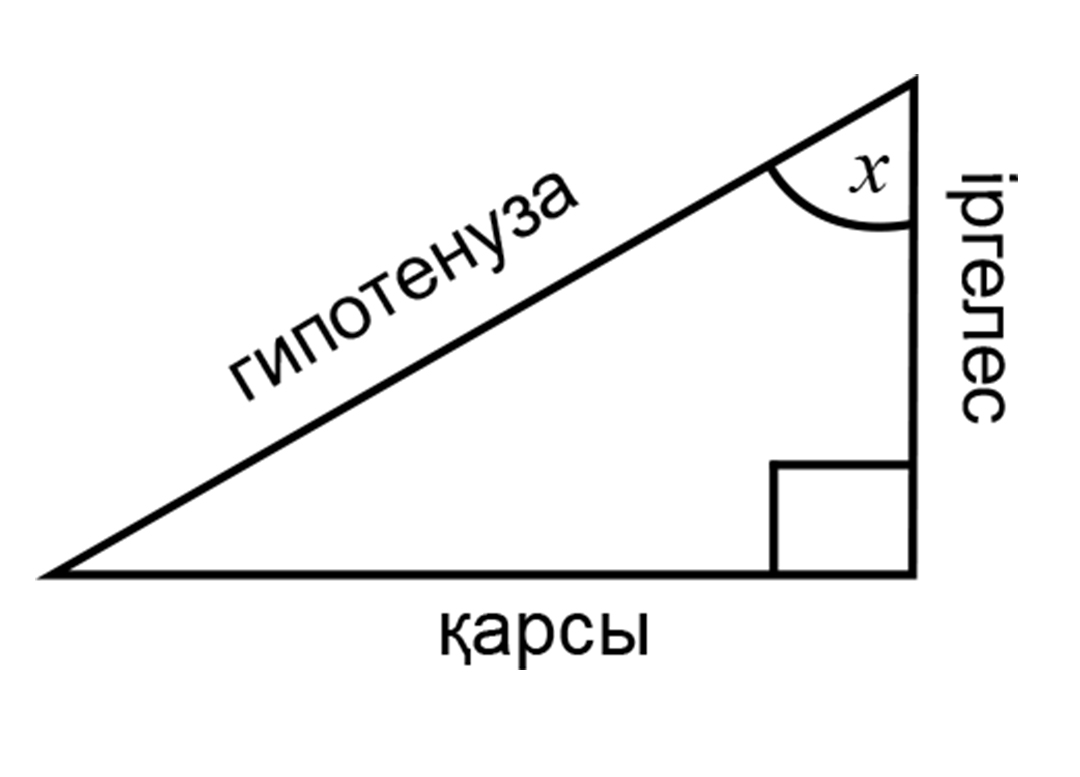 гипотенуза
x
іргелес
қарсы